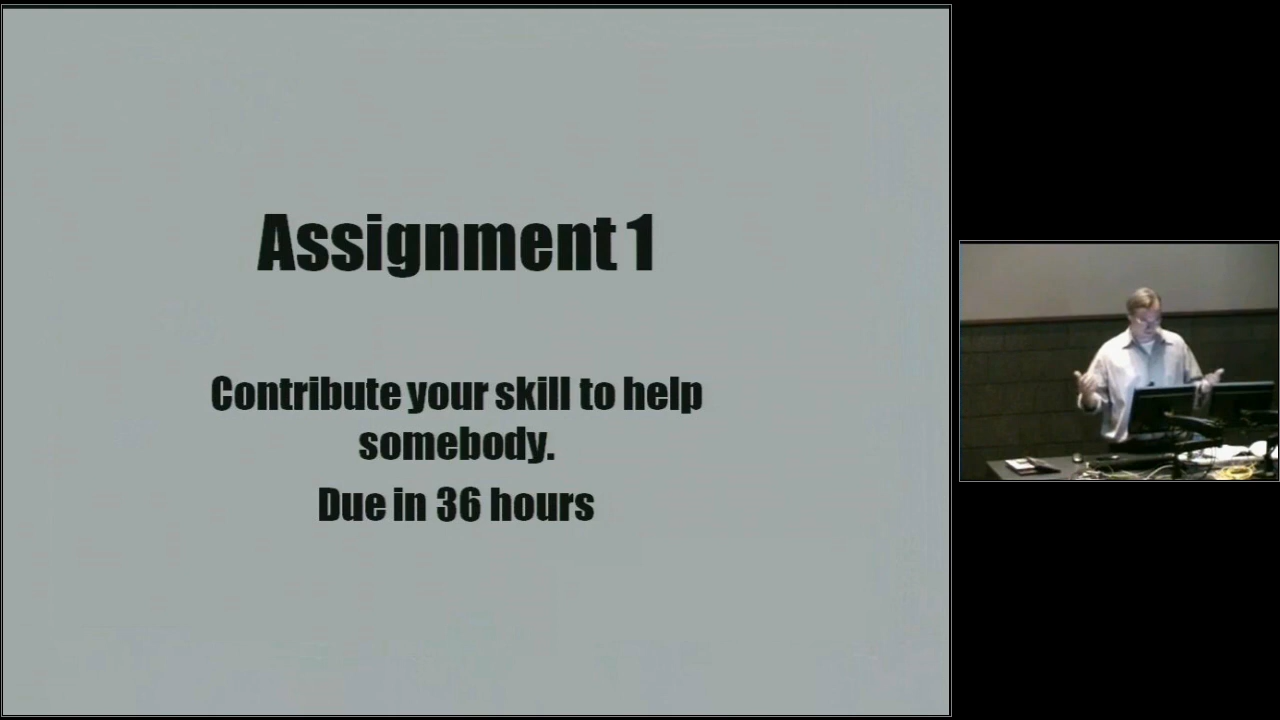 Assignment 1
Contribute your skill to help
somebody.
Due in 36 hours